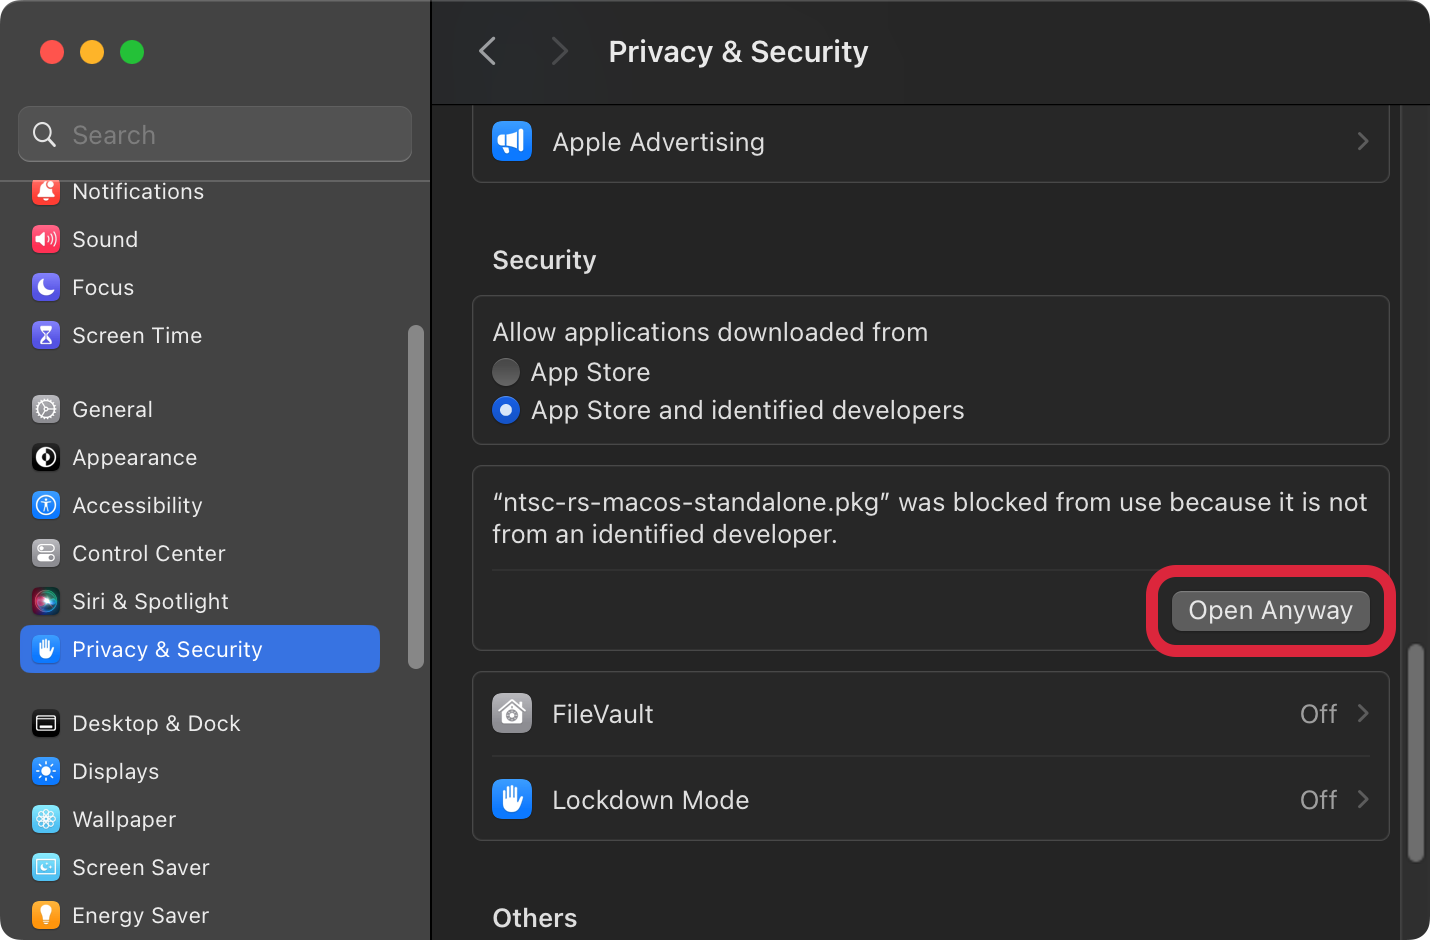 Search
Notifications
Sound
Focus
Screen Time
General
Appearance
Accessibility
Control Center
Siri & Spotlight
Privacy & Security
Desktop & Dock
Displays
Wallpaper
Screen Saver
Energy Saver
Privacy & Security
Apple Advertising
Security
Allow applications downloaded from
App Store
App Store and identified developers
“ntsc-rs-macos-standalone.pkg” was blocked from use because it is not
from an identified developer.
Open Anyway
FileVault Off
Lockdown Mode Off
Others